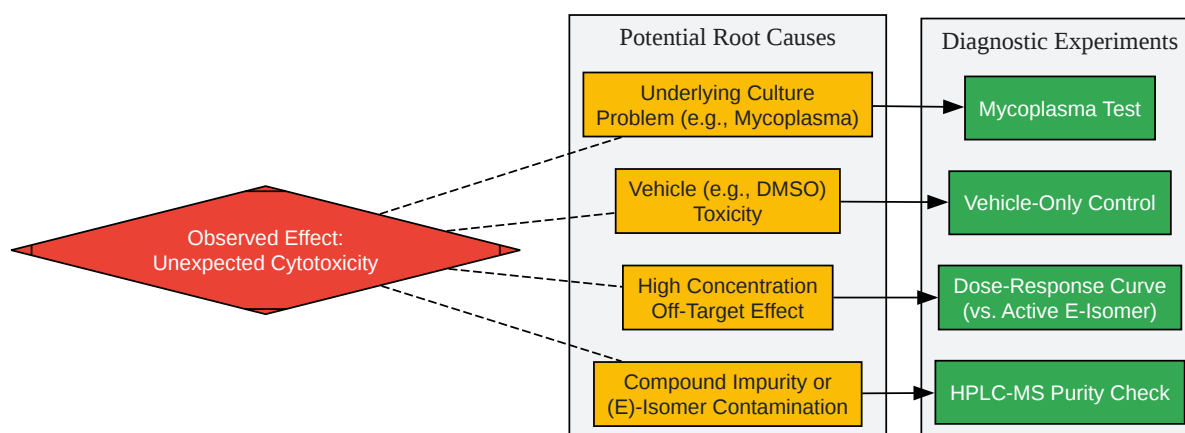 Potential Root Causes
Diagnostic Experiments
Underlying Culture
Problem (e.g., Mycoplasma)
Mycoplasma Test
Vehicle (e.g., DMSO)
Toxicity
Vehicle-Only Control
Observed Effect:
Unexpected Cytotoxicity
High Concentration
Off-Target Effect
Dose-Response Curve
(vs. Active E-Isomer)
Compound Impurity or
(E)-Isomer Contamination
HPLC-MS Purity Check